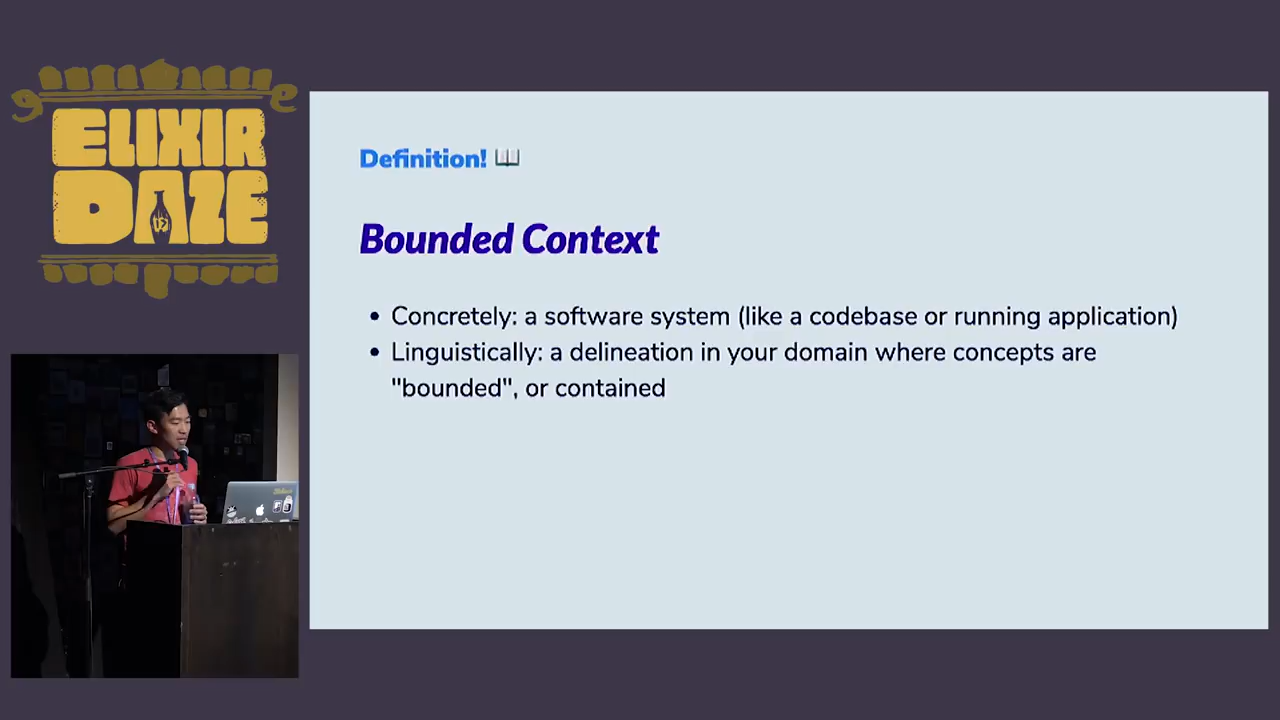 ELIXIR
DAZE
Definition! 📖
Bounded Context
• Concretely: a software system (like a codebase or running application)
• Linguistically: a delineation in your domain where concepts are
"bounded", or contained